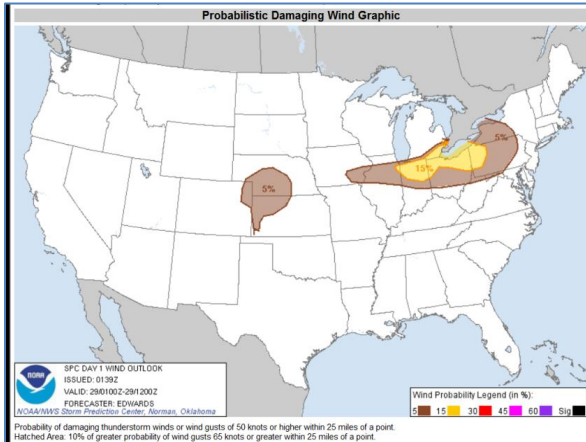 Probabilistic Damaging Wind Graphic
5%
15%
5%
NOAA
SPC DAY 1 WIND OUTLOOK
ISSUED: 0139Z
VALID: 29/0100Z-29/1200Z
FORECASTER: EDWARDS
NOAA/NWS Storm Prediction Center, Norman, Oklahoma
Wind Probability Legend (in %):
5 15 30 45 60 Sig
Probability of damaging thunderstorm winds or wind gusts of 50 knots or higher within 25 miles of a point.
Hatched Area: 10% of greater probability of wind gusts 65 knots or greater within 25 miles of a point.